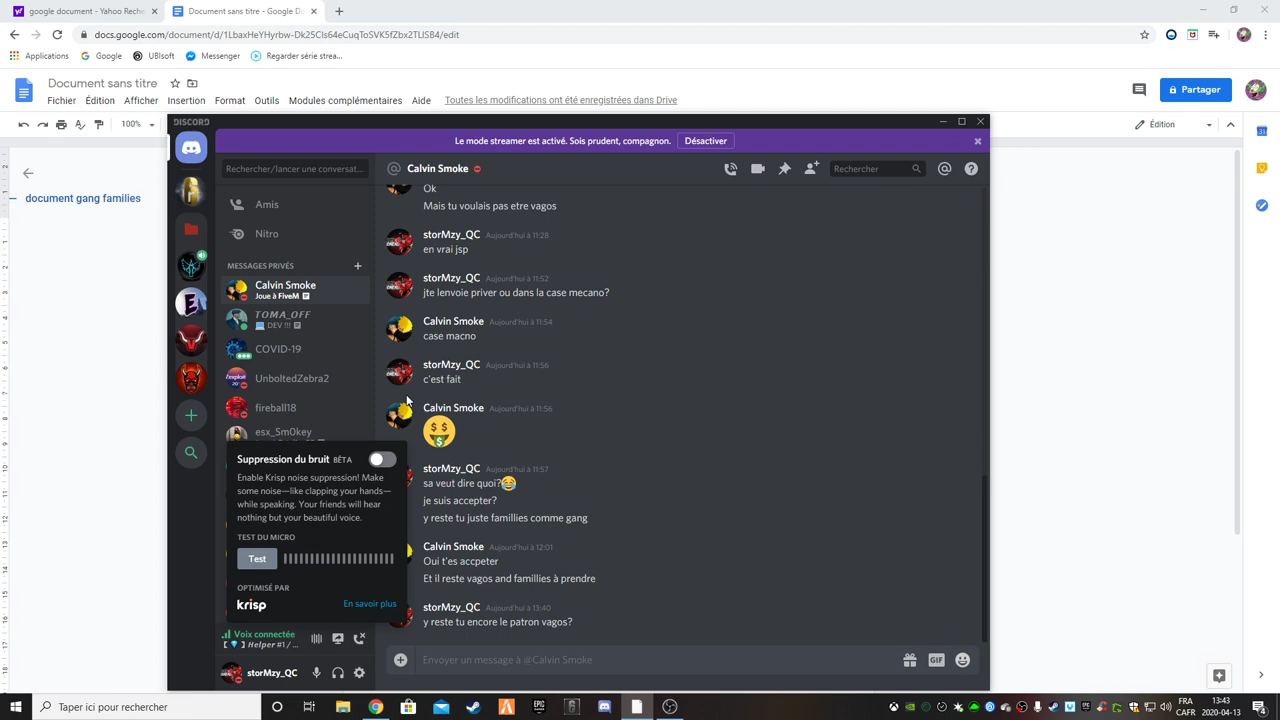 google document - Yahoo Reche
Document sans titre - Google Do
docs.google.com/document/d/1LbaxHeYHyrbw-Dk25CIs64eCuqToSVK5fZbx2TLISB4/edit
Applications
Google
UBIsoft
Messenger
Regarder série strea...
Document sans titre
Fichier Édition Afficher Insertion Format Outils Modules complémentaires Aide
Toutes les modifications ont été enregistrées dans Drive
Partager
100%
Édition
document gang families
DISCORD
Le mode streamer est activé. Sois prudent, compagnon.
Désactiver
Rechercher/lancer une conversat...
@ Calvin Smoke
Rechercher
Amis
Nitro
MESSAGES PRIVÉS
Calvin Smoke
Joue à FiveM
TOMA_OFF
DEV !!!
COVID-19
UnboltedZebra2
fireball18
esx_Sm0key
Ok
Mais tu voulais pas etre vagos
storMzy_QC Aujourd'hui à 11:28
en vrai jsp
storMzy_QC Aujourd'hui à 11:52
jte lenvoie priver ou dans la case mecano?
Calvin Smoke Aujourd'hui à 11:54
case macno
storMzy_QC Aujourd'hui à 11:56
c'est fait
Calvin Smoke Aujourd'hui à 11:56
storMzy_QC Aujourd'hui à 11:57
sa veut dire quoi?😂
je suis accepter?
y reste tu juste famillies comme gang
Calvin Smoke Aujourd'hui à 12:01
Oui t'es accpeter
Et il reste vagos and famillies à prendre
storMzy_QC Aujourd'hui à 13:40
y reste tu encore le patron vagos?
Envoyer un message à @Calvin Smoke
GIF
Suppression du bruit BÊTA
Enable Krisp noise suppression! Make
some noise—like clapping your hands—
while speaking. Your friends will hear
nothing but your beautiful voice.
TEST DU MICRO
Test
OPTIMISÉ PAR
krisp
En savoir plus
Voix connectée
[ 💎 ] Helper #1 / ...
storMzy_QC
Taper ici pour rechercher
FRA
CAFR
13:43
2020-04-13